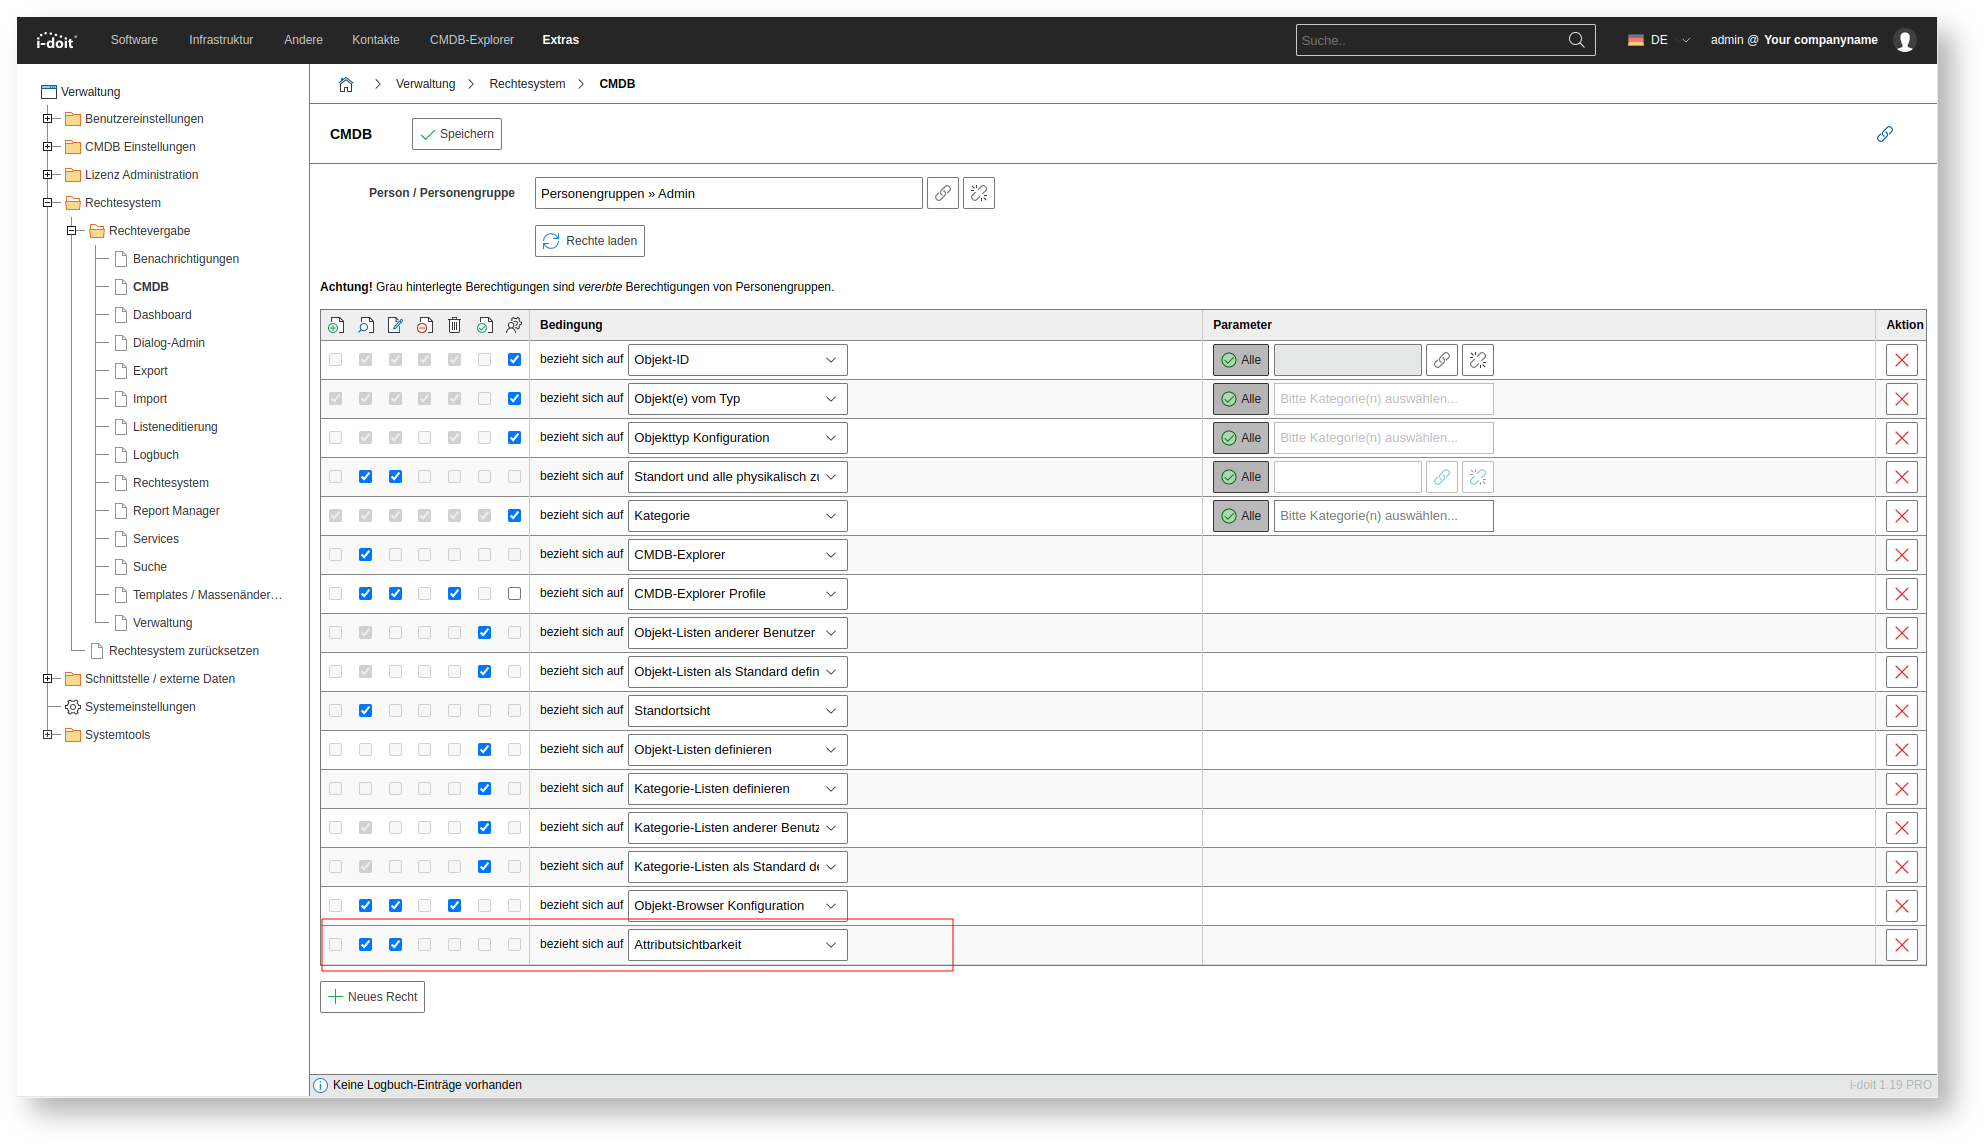 i-doit
Software Infrastruktur Andere Kontakte CMDB-Explorer Extras Suche.. DE admin @ Your companyname
Verwaltung
Benutzereinstellungen
CMDB Einstellungen
Lizenz Administration
Rechtesystem
Rechtevergabe
Benachrichtigungen
CMDB
Dashboard
Dialog-Admin
Export
Import
Listeneditierung
Logbuch
Rechtesystem
Report Manager
Services
Suche
Templates / Massenänder...
Verwaltung
Rechtesystem zurücksetzen
Schnittstelle / externe Daten
Systemeinstellungen
Systemtools
Verwaltung Rechtesystem CMDB
CMDB Speichern
Person / Personengruppe Personengruppen » Admin
Rechte laden
Achtung! Grau hinterlegte Berechtigungen sind vererbte Berechtigungen von Personengruppen.
Bedingung Parameter Aktion
bezieht sich auf Objekt-ID Alle
bezieht sich auf Objekt(e) vom Typ Alle Bitte Kategorie(n) auswählen...
bezieht sich auf Objekttyp Konfiguration Alle Bitte Kategorie(n) auswählen...
bezieht sich auf Standort und alle physikalisch zu Alle
bezieht sich auf Kategorie Alle Bitte Kategorie(n) auswählen...
bezieht sich auf CMDB-Explorer
bezieht sich auf CMDB-Explorer Profile
bezieht sich auf Objekt-Listen anderer Benutzer
bezieht sich auf Objekt-Listen als Standard defin
bezieht sich auf Standortsicht
bezieht sich auf Objekt-Listen definieren
bezieht sich auf Kategorie-Listen definieren
bezieht sich auf Kategorie-Listen anderer Benutz
bezieht sich auf Kategorie-Listen als Standard de
bezieht sich auf Objekt-Browser Konfiguration
bezieht sich auf Attributsichtbarkeit
Neues Recht
Keine Logbuch-Einträge vorhanden
i-doit 1.19 PRO